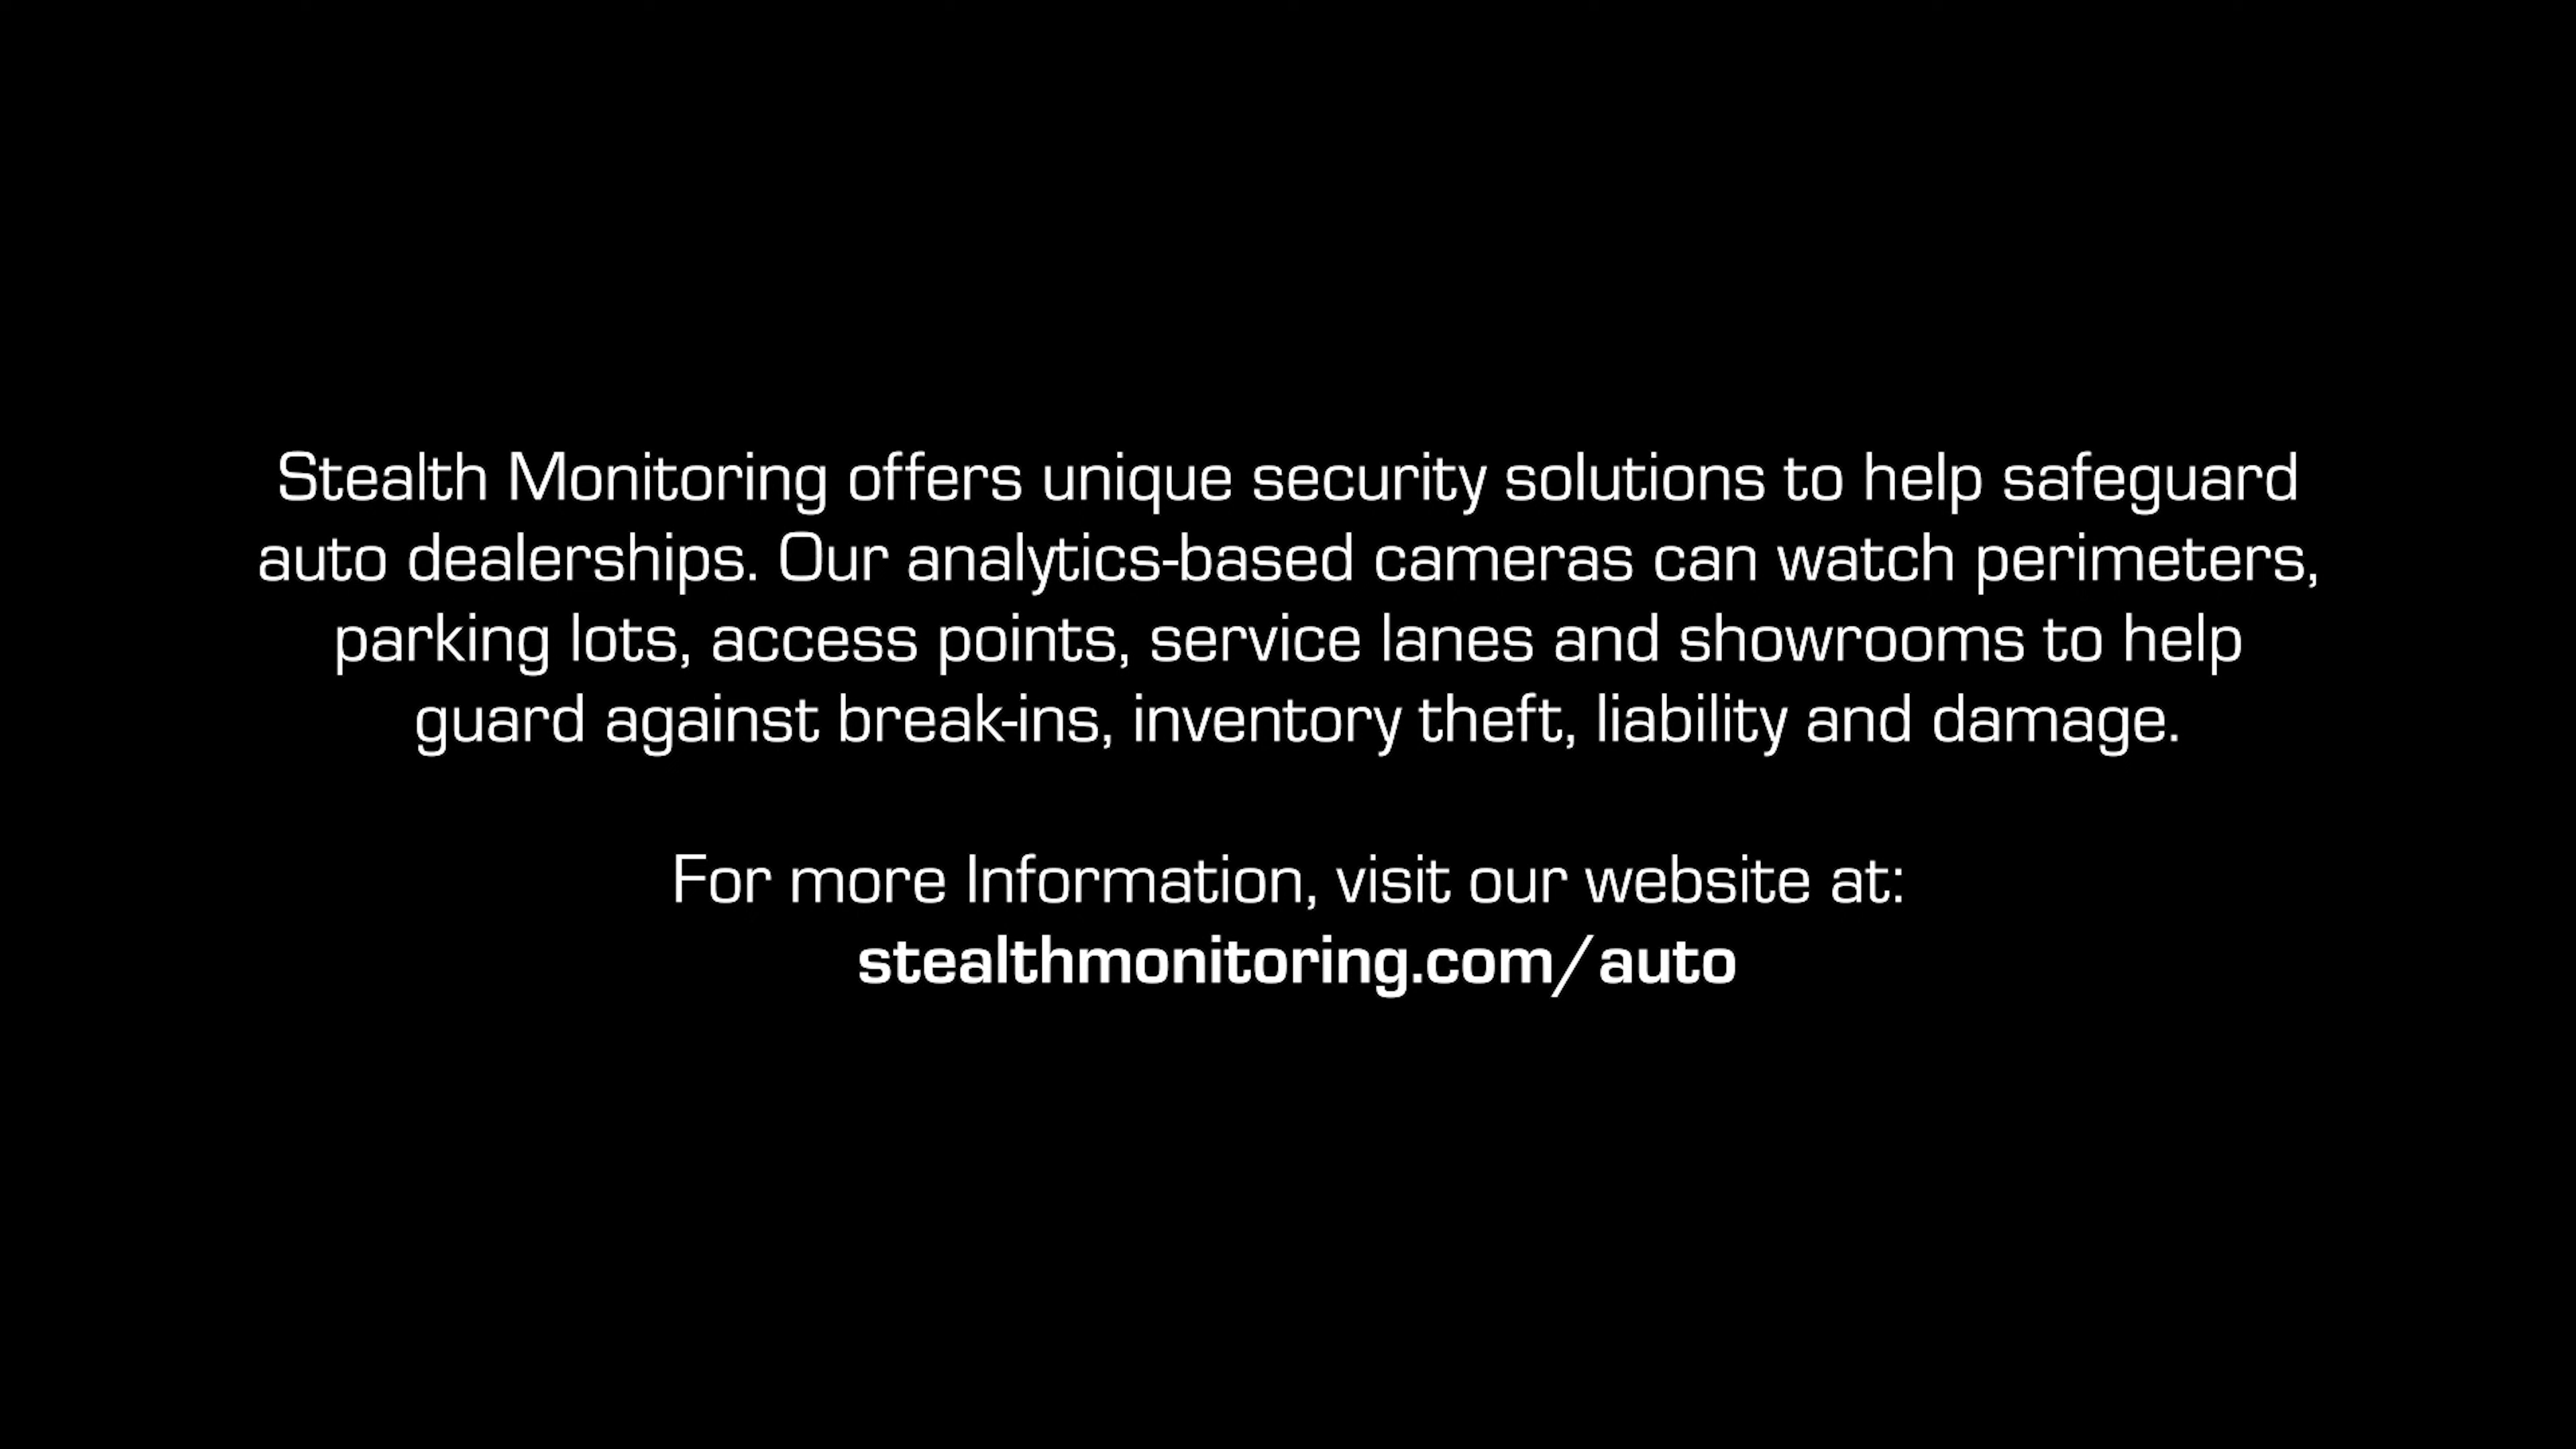 Stealth Monitoring offers unique security solutions to help safeguard
auto dealerships. Our analytics-based cameras can watch perimeters,
parking lots, access points, service lanes and showrooms to help
guard against break-ins, inventory theft, liability and damage.
For more Information, visit our website at:
stealthmonitoring.com/auto